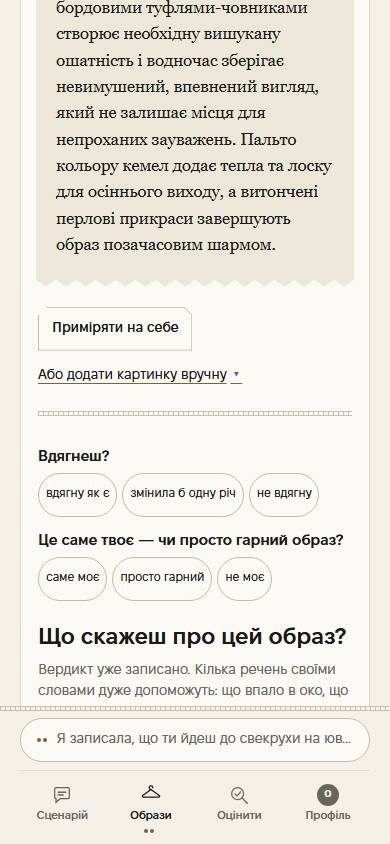 бордовими туфлями-човниками
створює необхідну вишукану
ошатність і водночас зберігає
невимушений, впевнений вигляд,
який не залишає місця для
непроханих зауважень. Пальто
кольору кемел додає тепла та лоску
для осіннього виходу, а витончені
перлові прикраси завершують
образ позачасовим шармом.
Приміряти на себе
Або додати картинку вручну
Вдягнеш?
вдягну як є
змінила б одну річ
не вдягну
Це саме твоє — чи просто гарний образ?
саме моє
просто гарний
не моє
Що скажеш про цей образ?
Вердикт уже записано. Кілька речень своїми
словами дуже допоможуть: що впало в око, що
Я записала, що ти йдеш до свекрухи на юв...
Сценарій
Образи
Оцінити
О
Профіль